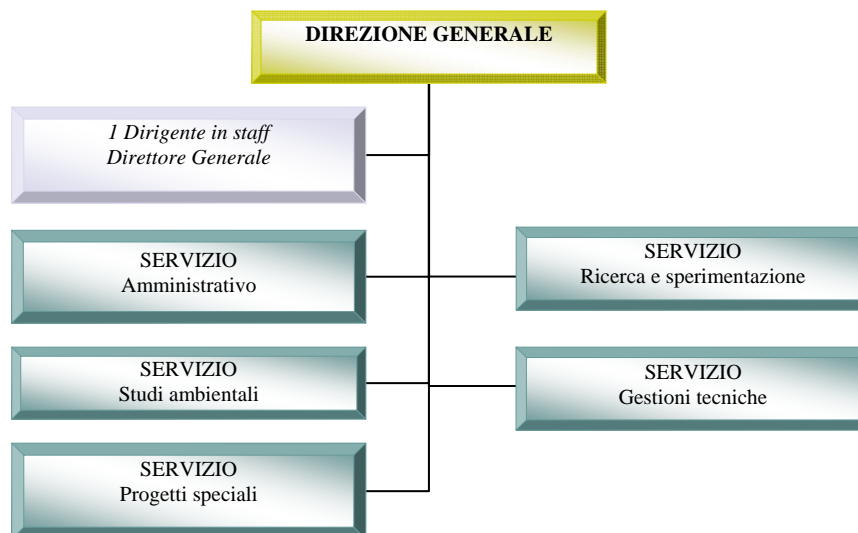 DIREZIONE GENERALE
1 Dirigente in staff
Direttore Generale
SERVIZIO
Amministrativo
SERVIZIO
Ricerca e sperimentazione
SERVIZIO
Studi ambientali
SERVIZIO
Gestioni tecniche
SERVIZIO
Progetti speciali